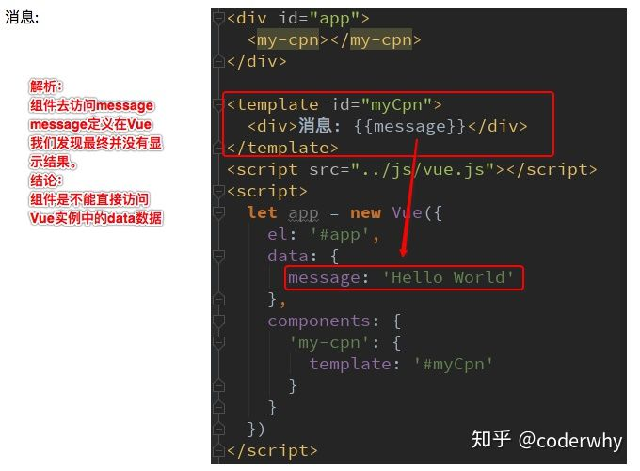 消息:
解析：
组件去访问message
message定义在Vue
我们发现最终并没有显
示结果。
结论：
组件是不能直接访问
Vue实例中的data数据
<div id="app">
<my-cpn></my-cpn>
</div>
<template id="myCpn">
<div>消息: {{message}}</div>
</template>
<script src="../js/vue.js"></script>
<script>
let app = new Vue({
el: '#app',
data: {
message: 'Hello World'
},
components: {
'my-cpn': {
template: '#myCpn'
}
}
})
</script>
知乎 @coderwhy